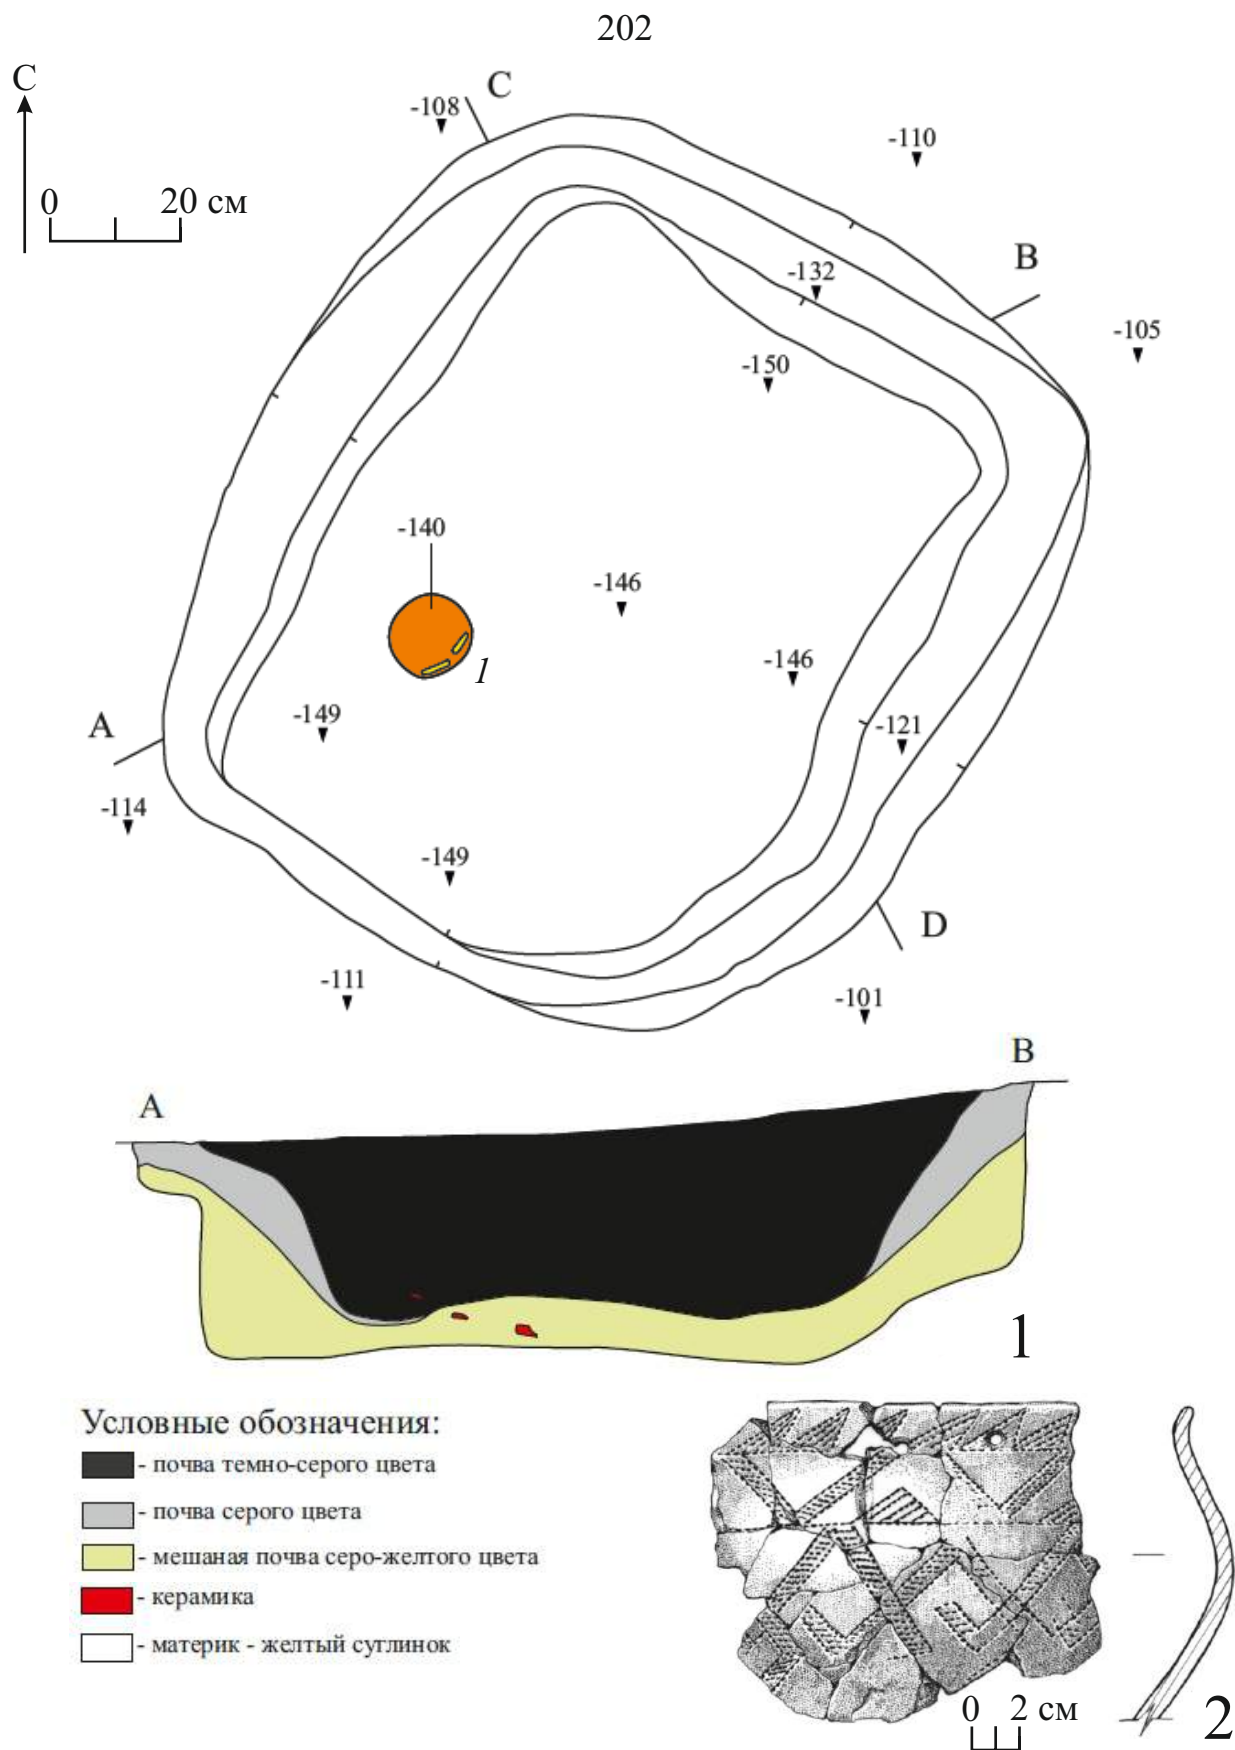 202
С
0 20 см
-108
С
-110
В
-132
-105
-150
-140
-146
1
-146
-149
А
-121
-114
-149
D
-111
-101
В
А
1
Условные обозначения:
- почва темно-серого цвета
- почва серого цвета
- мешаная почва серо-желтого цвета
- керамика
- материк - желтый суглинок
0 2 см
2